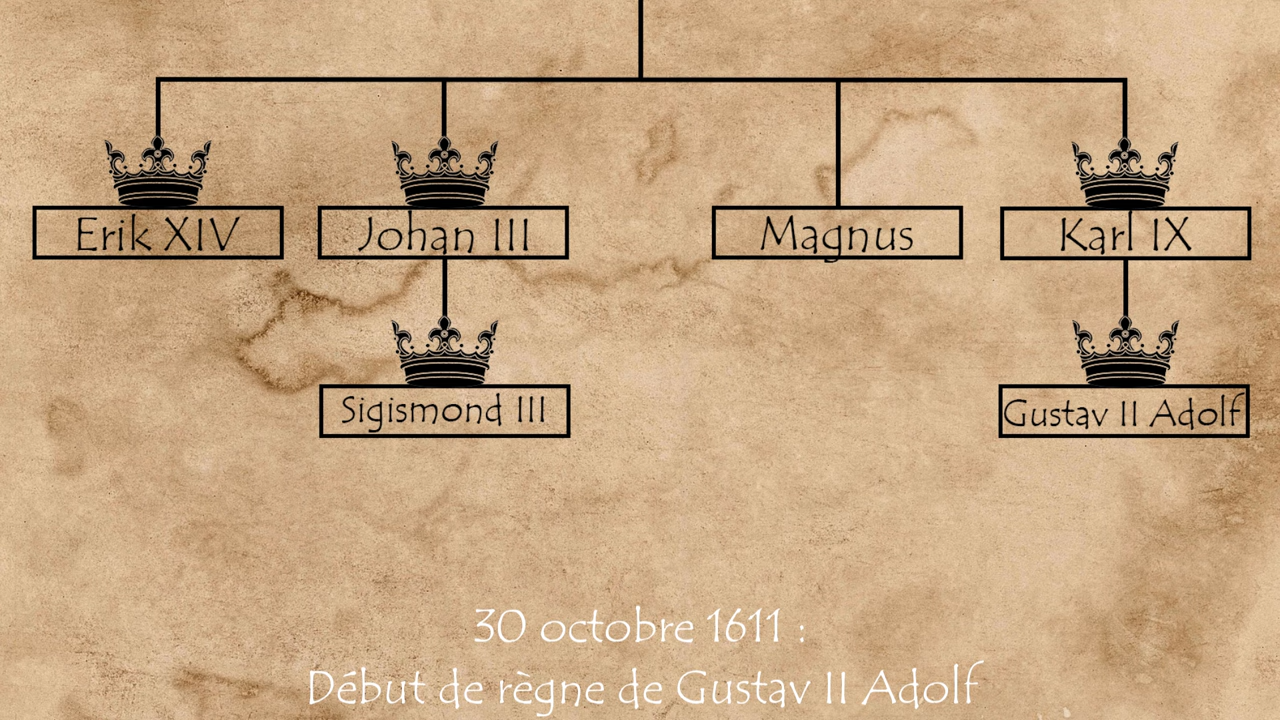 Erik XIV
Johan III
Magnus
Karl IX
Sigismond III
Gustav II Adolf
30 octobre 1611 :
Début de règne de Gustav II Adolf